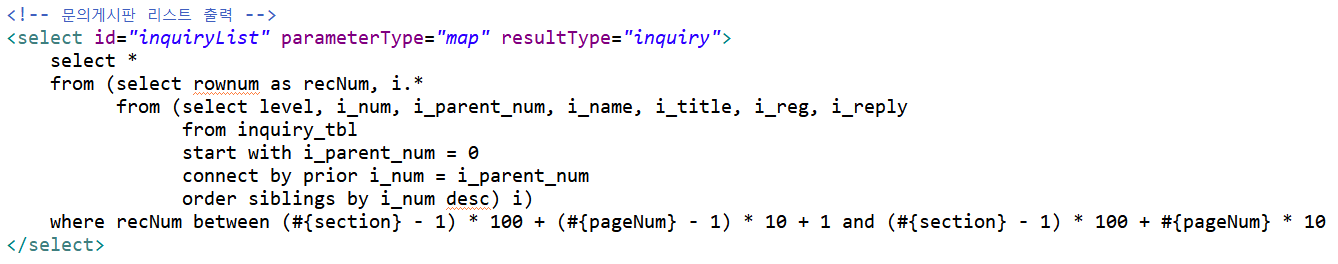 <!-- 문의게시판 리스트 출력 -->
<select id="inquiryList" parameterType="map" resultType="inquiry">
    select *
    from (select rownum as recNum, i.*
          from (select level, i_num, i_parent_num, i_name, i_title, i_reg, i_reply
                from inquiry_tbl
                start with i_parent_num = 0
                connect by prior i_num = i_parent_num
                order siblings by i_num desc) i)
    where recNum between (#{section} - 1) * 100 + (#{pageNum} - 1) * 10 + 1 and (#{section} - 1) * 100 + #{pageNum} * 10
</select>